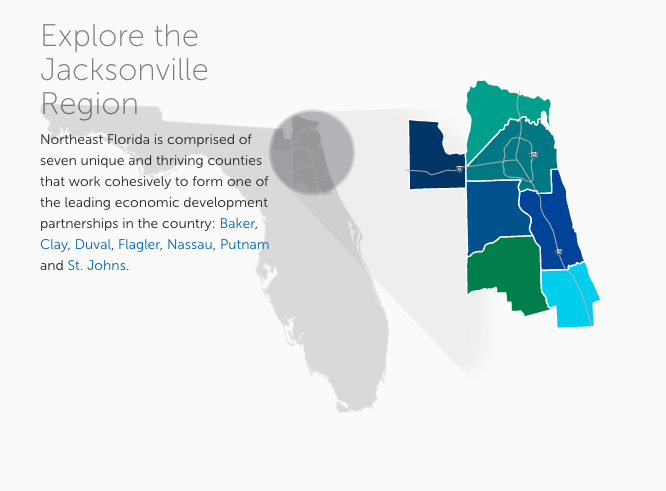 Explore the
Jacksonville
Region
Northeast Florida is comprised of
seven unique and thriving counties
that work cohesively to form one of
the leading economic development
partnerships in the country: Baker,
Clay, Duval, Flagler, Nassau, Putnam
and St. Johns.